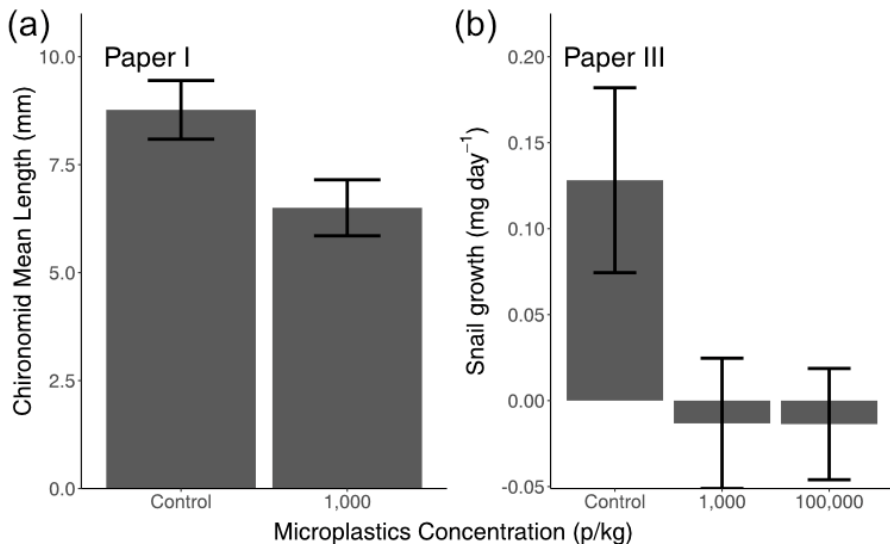 (a)
Paper I
Chironomid Mean Length (mm)
10.0
7.5
5.0
2.5
0.0
Control 1,000
(b)
Paper III
Snail growth (mg day⁻¹)
0.20
0.15
0.10
0.05
0.00
-0.05
Control 1,000 100,000
Microplastics Concentration (p/kg)